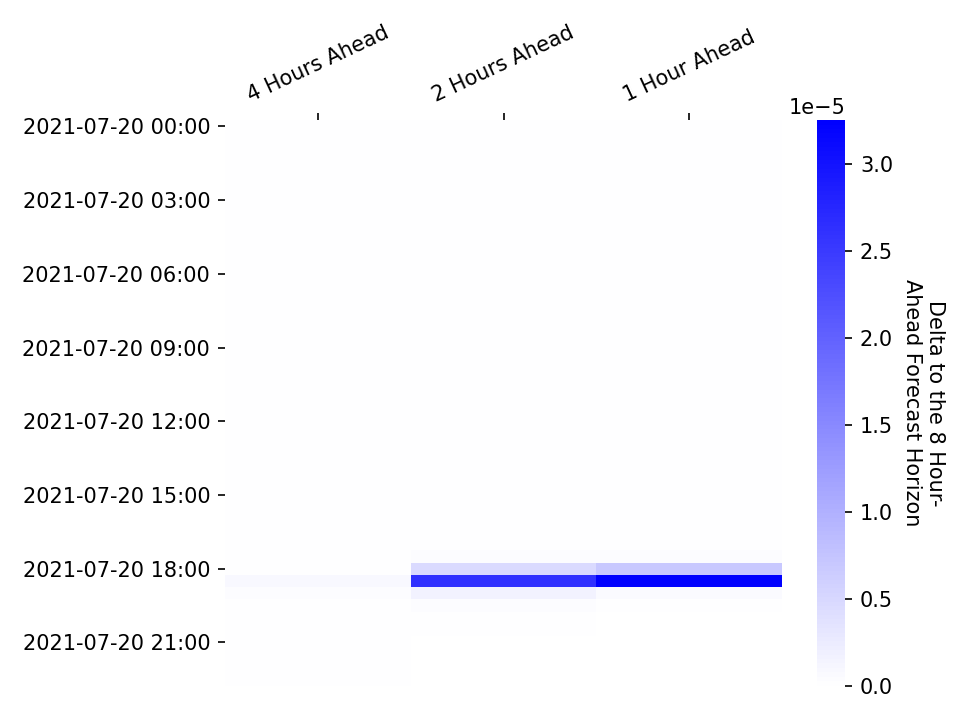 4 Hours Ahead
2 Hours Ahead
1 Hour Ahead
1e−5
2021-07-20 00:00
2021-07-20 03:00
2021-07-20 06:00
2021-07-20 09:00
2021-07-20 12:00
2021-07-20 15:00
2021-07-20 18:00
2021-07-20 21:00
3.0
2.5
2.0
1.5
1.0
0.5
0.0
Delta to the 8 Hour-
Ahead Forecast Horizon